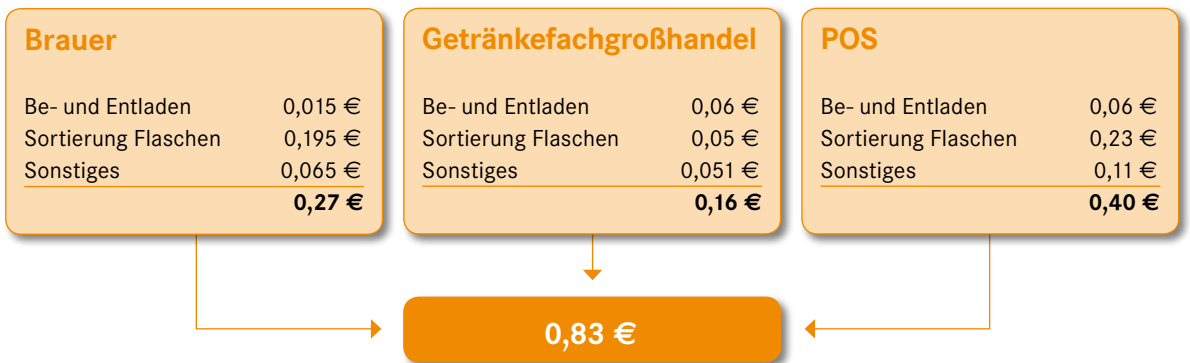 Brauer
Be- und Entladen 0,015 €
Sortierung Flaschen 0,195 €
Sonstiges 0,065 €
0,27 €
Getränkefachgroßhandel
Be- und Entladen 0,06 €
Sortierung Flaschen 0,05 €
Sonstiges 0,051 €
0,16 €
POS
Be- und Entladen 0,06 €
Sortierung Flaschen 0,23 €
Sonstiges 0,11 €
0,40 €
0,83 €